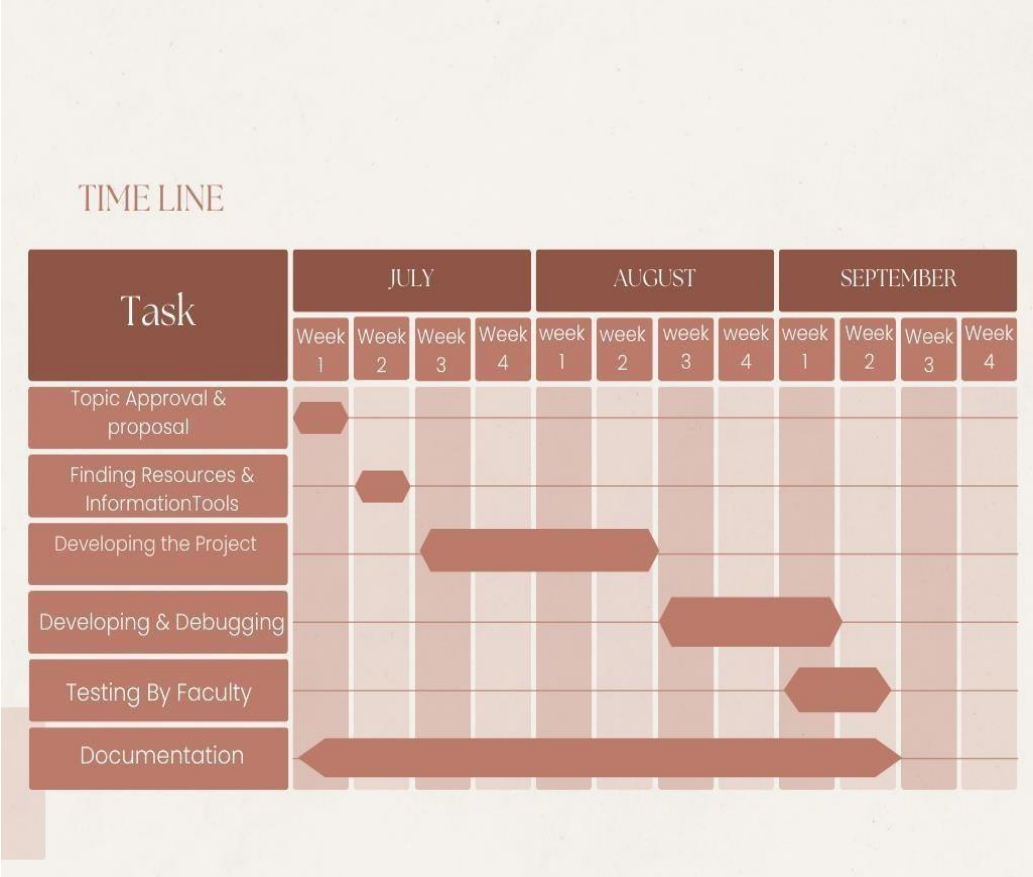 TIME LINE
Task
JULY
AUGUST
SEPTEMBER
Week
1
Week
2
Week
3
Week
4
week
1
week
2
week
3
week
4
week
1
Week
2
Week
3
Week
4
Topic Approval &
proposal
Finding Resources &
InformationTools
Developing the Project
Developing & Debugging
Testing By Faculty
Documentation